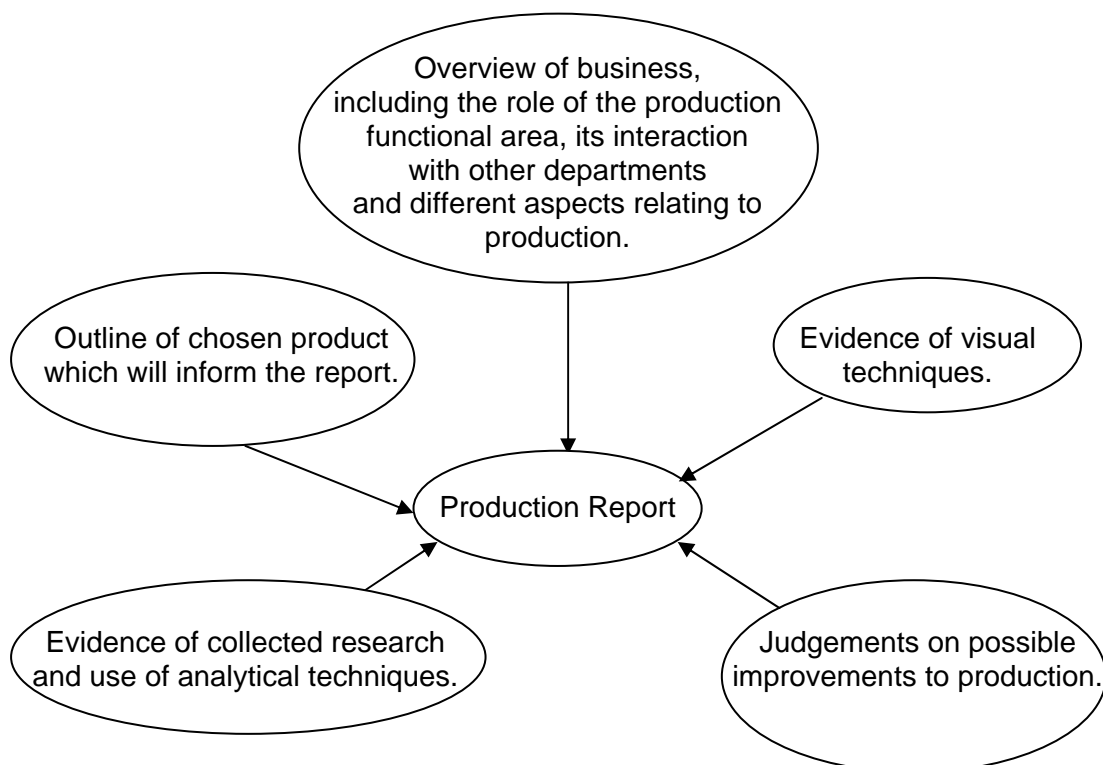 Overview of business,
including the role of the production
functional area, its interaction
with other departments
and different aspects relating to
production.
Outline of chosen product
which will inform the report.
Evidence of visual
techniques.
Production Report
Evidence of collected research
and use of analytical techniques.
Judgements on possible
improvements to production.